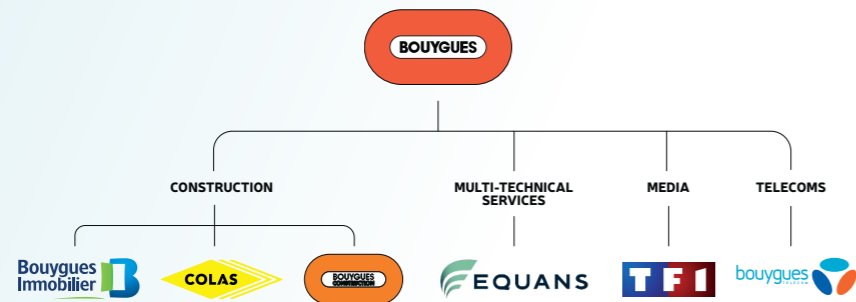 BOUYGUES
CONSTRUCTION
MULTI-TECHNICAL
SERVICES
MEDIA
TELECOMS
Bouygues
Immobilier
COLAS
BOUYGUES
CONSTRUCTION
EQUANS
TF1
bouygues
TELECOM